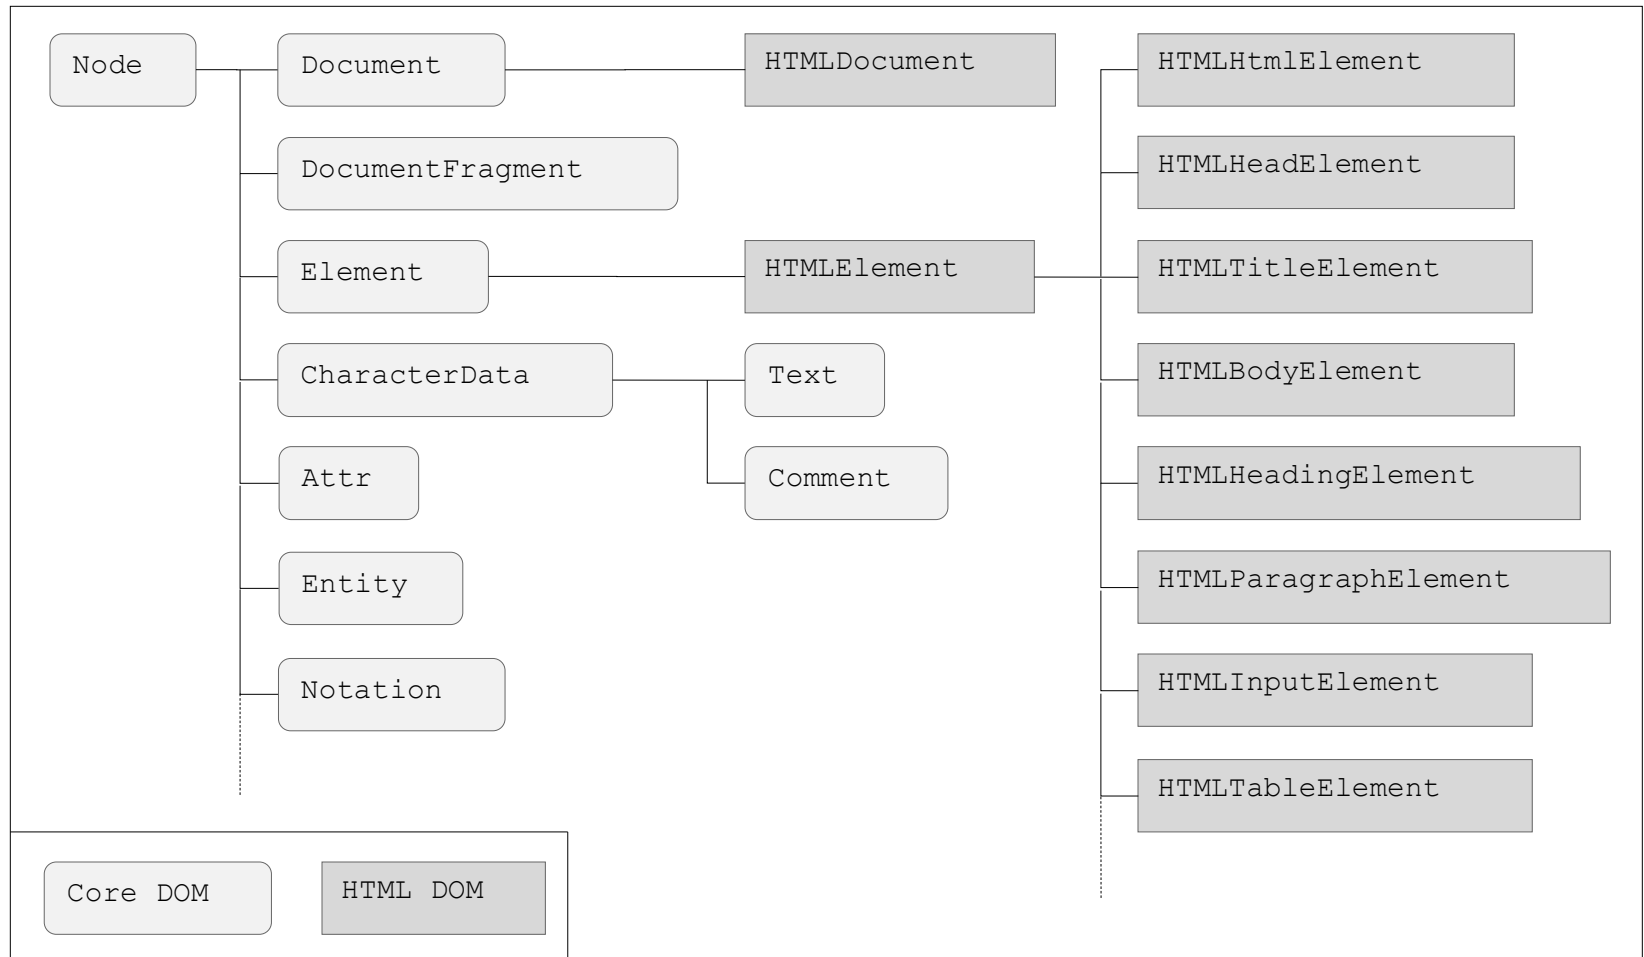 Node
Document
HTMLDocument
HTMLHtmlElement
DocumentFragment
HTMLHeadElement
Element
HTMLElement
HTMLTitleElement
CharacterData
Text
HTMLBodyElement
Attr
Comment
HTMLHeadingElement
Entity
HTMLParagraphElement
Notation
HTMLInputElement
HTMLTableElement
Core DOM
HTML DOM